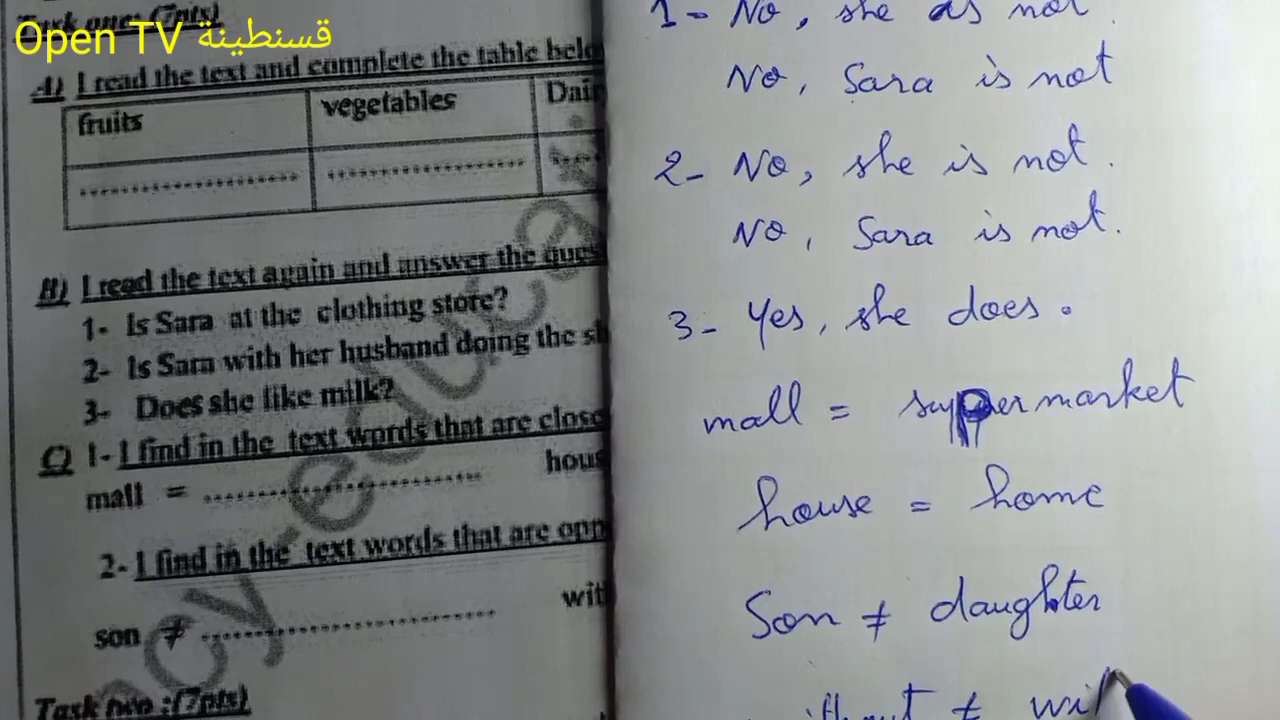 Task one: (7pts)
Open TV قسنطينة
A) I read the text and complete the table belo
fruits vegetables Dair
B) I read the text again and answer the ques
1- Is Sara at the clothing store?
2- Is Sara with her husband doing the sh
3- Does she like milk?
C) 1- I find in the text words that are close
mall = ........................ hous
2- I find in the text words that are opp
son ≠ ........................ wit
Task two :(7pts)
1- No, she is not.
No, Sara is not
2- No, she is not.
No, Sara is not.
3- Yes, she does.
mall = supermarket
house = home
Son ≠ daughter
ithout ≠ wit